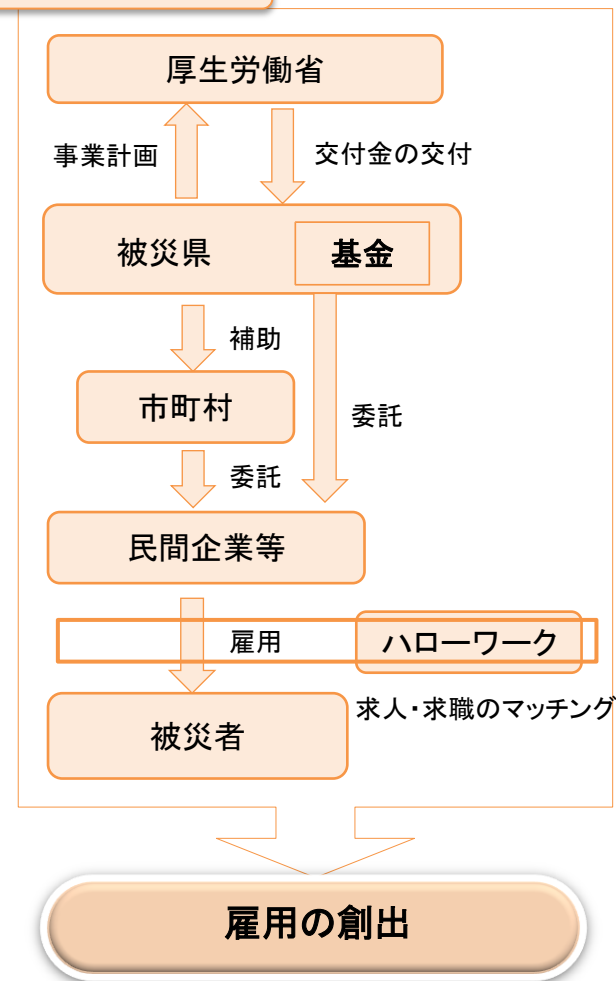 厚生労働省
事業計画
交付金の交付
被災県
基金
補助
市町村
委託
委託
民間企業等
雇用
ハローワーク
求人・求職のマッチング
被災者
雇用の創出